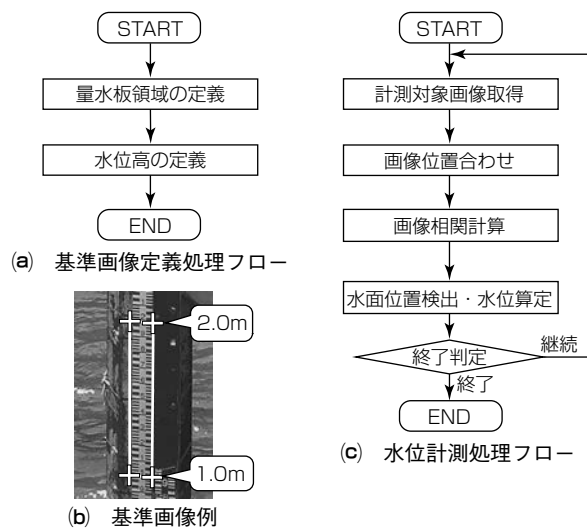 START
量水板領域の定義
水位高の定義
END
(a) 基準画像定義処理フロー
2.0m
1.0m
(b) 基準画像例
START
計測対象画像取得
画像位置合わせ
画像相関計算
水面位置検出・水位算定
終了判定
継続
終了
END
(c) 水位計測処理フロー